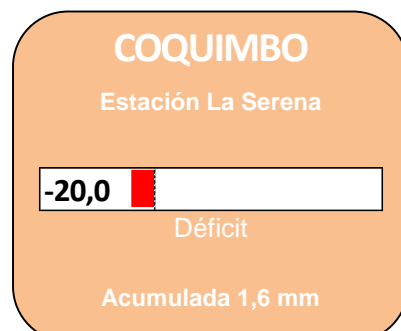 COQUIMBO
Estación La Serena
-20,0
Déficit
Acumulada 1,6 mm